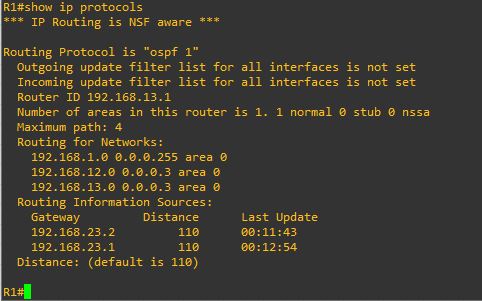 R1#show ip protocols
*** IP Routing is NSF aware ***
Routing Protocol is "ospf 1"
Outgoing update filter list for all interfaces is not set
Incoming update filter list for all interfaces is not set
Router ID 192.168.13.1
Number of areas in this router is 1. 1 normal 0 stub 0 nssa
Maximum path: 4
Routing for Networks:
192.168.1.0 0.0.0.255 area 0
192.168.12.0 0.0.0.3 area 0
192.168.13.0 0.0.0.3 area 0
Routing Information Sources:
Gateway Distance Last Update
192.168.23.2 110 00:11:43
192.168.23.1 110 00:12:54
Distance: (default is 110)
R1#